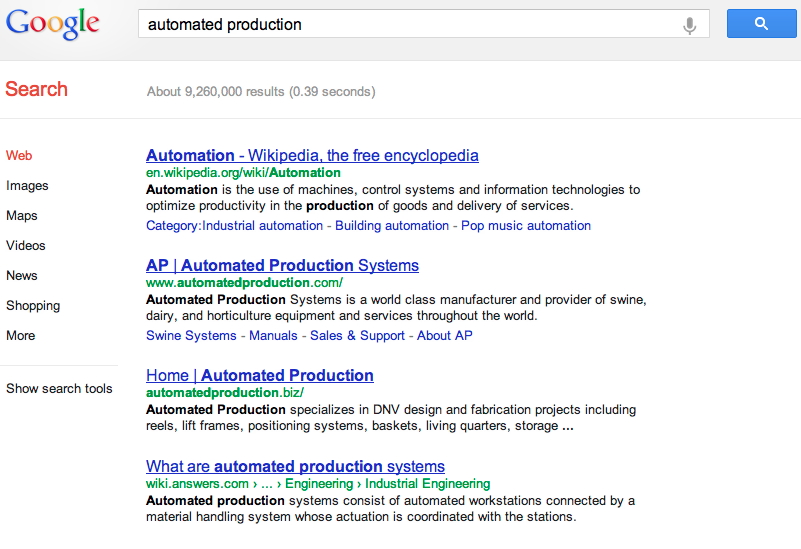 Google
automated production
Search
About 9,260,000 results (0.39 seconds)
Web
Images
Maps
Videos
News
Shopping
More
Show search tools
Automation - Wikipedia, the free encyclopedia
en.wikipedia.org/wiki/Automation
Automation is the use of machines, control systems and information technologies to
optimize productivity in the production of goods and delivery of services.
Category:Industrial automation - Building automation - Pop music automation
AP | Automated Production Systems
www.automatedproduction.com/
Automated Production Systems is a world class manufacturer and provider of swine,
dairy, and horticulture equipment and services throughout the world.
Swine Systems - Manuals - Sales & Support - About AP
Home | Automated Production
automatedproduction.biz/
Automated Production specializes in DNV design and fabrication projects including
reels, lift frames, positioning systems, baskets, living quarters, storage ...
What are automated production systems
wiki.answers.com › ... › Engineering › Industrial Engineering
Automated production systems consist of automated workstations connected by a
material handling system whose actuation is coordinated with the stations.